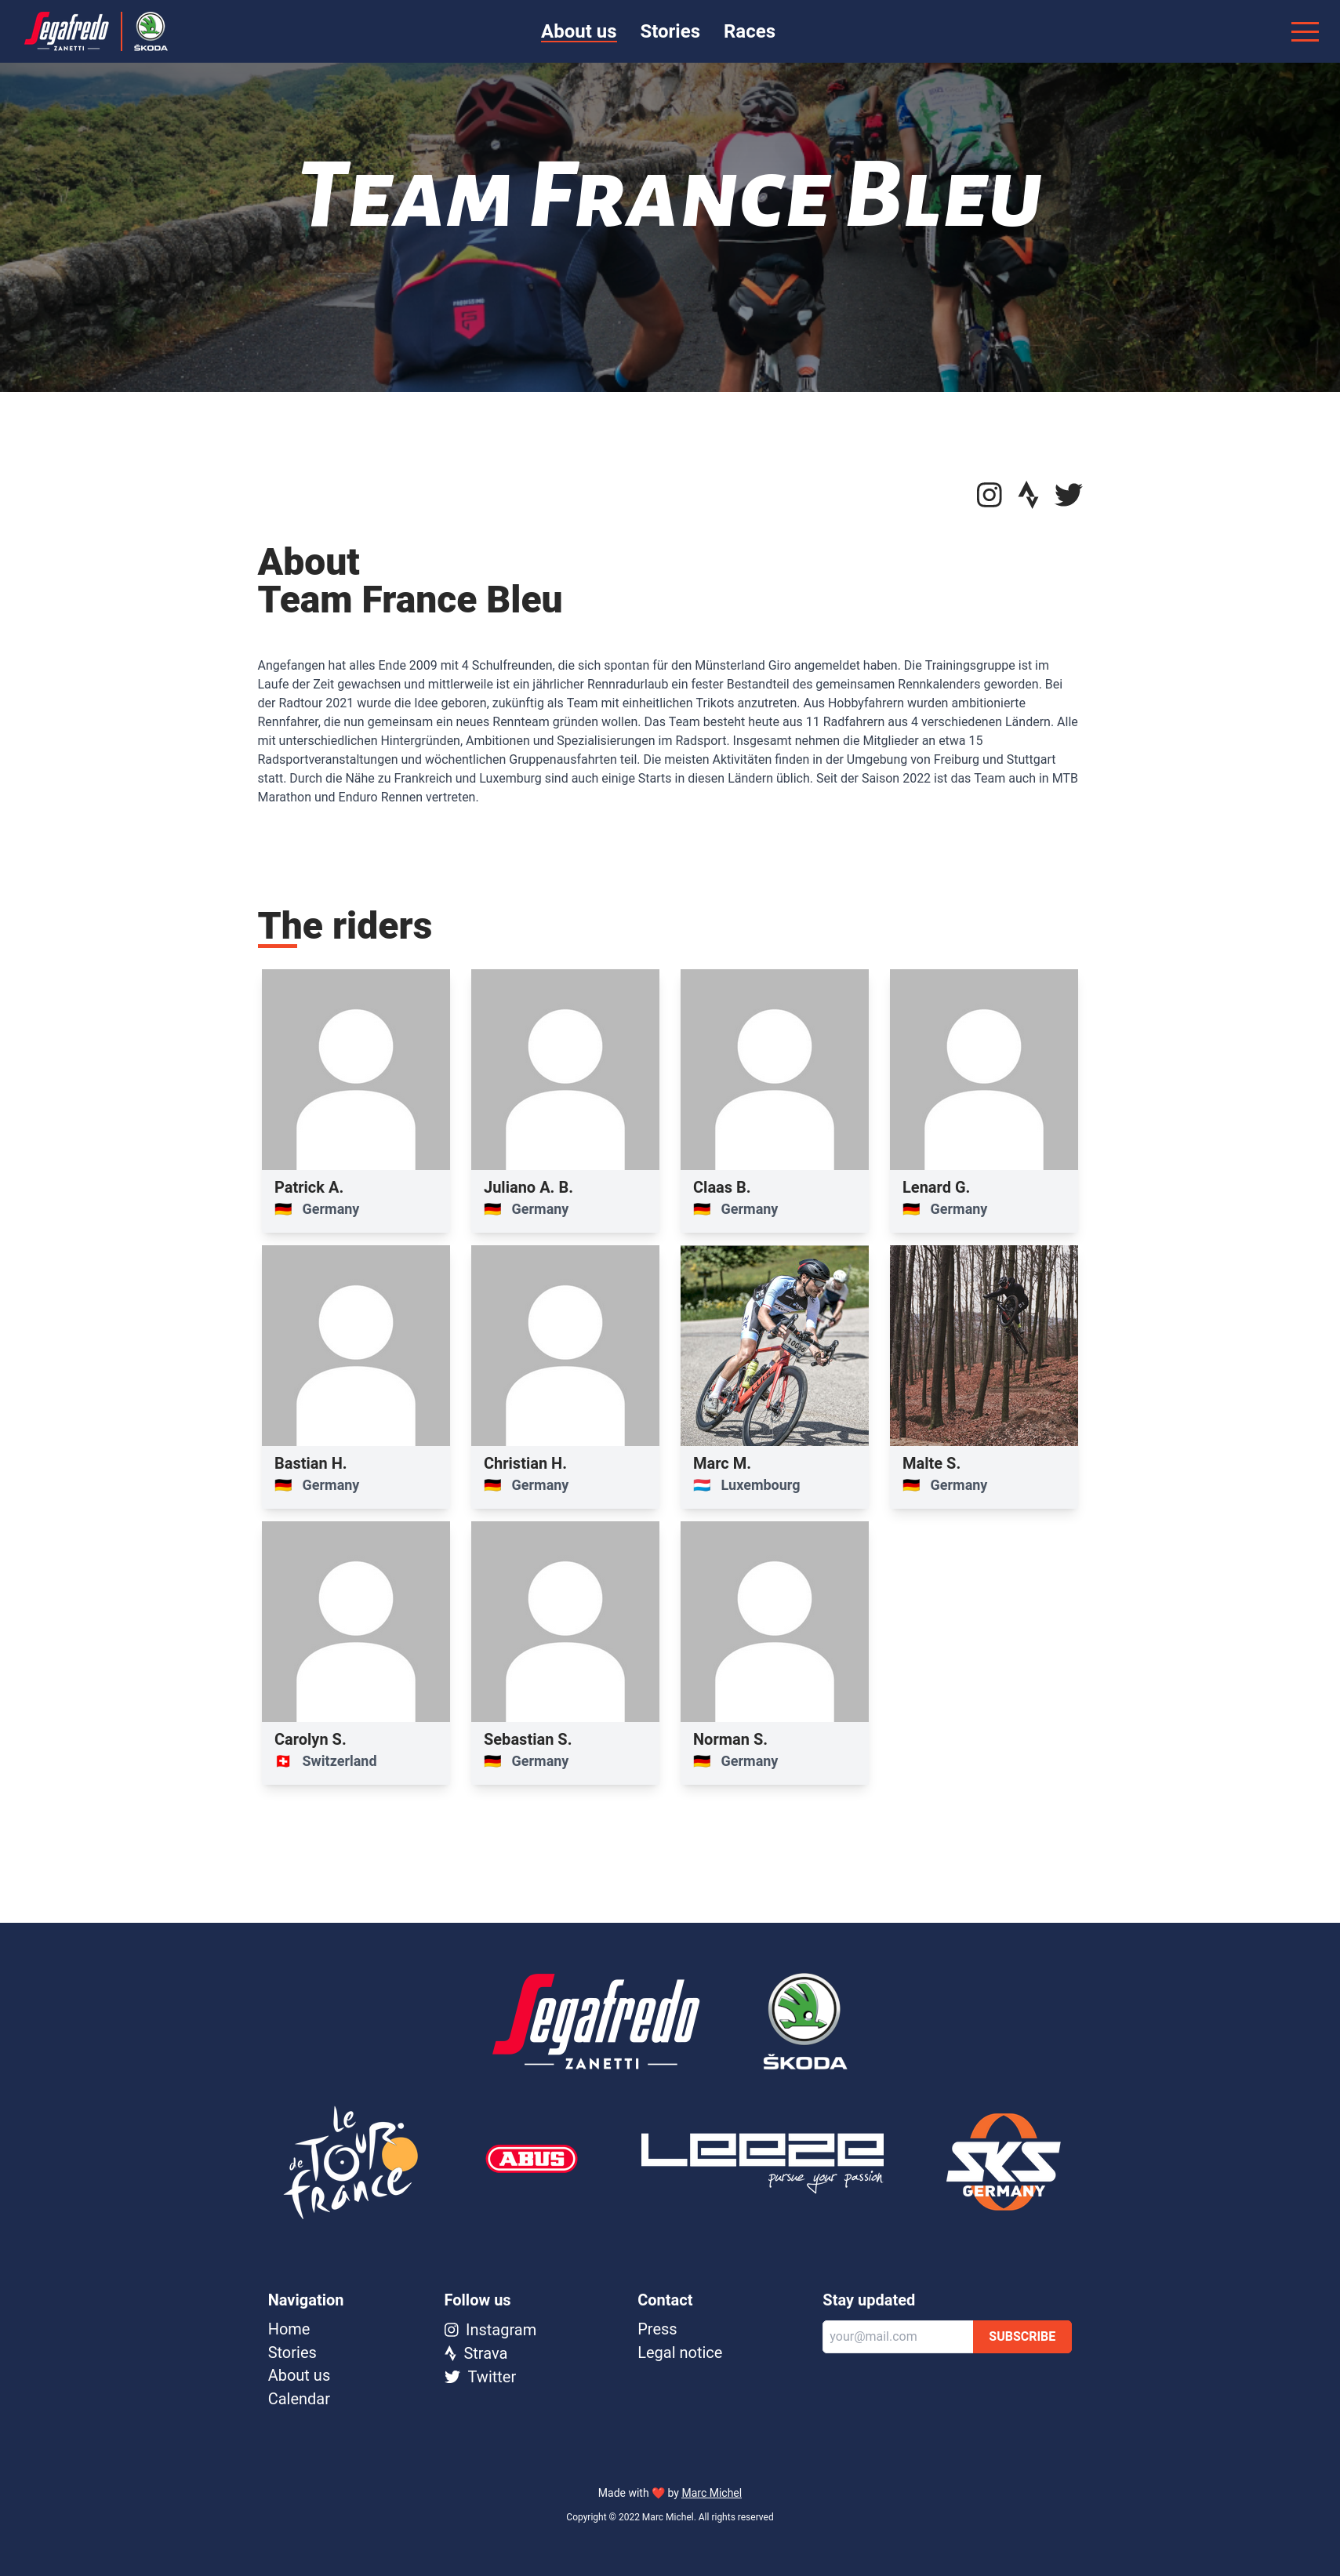 Segafredo
ZANETTI
ŠKODA
About us
Stories
Races
Team France Bleu
About
Team France Bleu
Angefangen hat alles Ende 2009 mit 4 Schulfreunden, die sich spontan für den Münsterland Giro angemeldet haben. Die Trainingsgruppe ist im
Laufe der Zeit gewachsen und mittlerweile ist ein jährlicher Rennradurlaub ein fester Bestandteil des gemeinsamen Rennkalenders geworden. Bei
der Radtour 2021 wurde die Idee geboren, zukünftig als Team mit einheitlichen Trikots anzutreten. Aus Hobbyfahrern wurden ambitionierte
Rennfahrer, die nun gemeinsam ein neues Rennteam gründen wollen. Das Team besteht heute aus 11 Radfahrern aus 4 verschiedenen Ländern. Alle
mit unterschiedlichen Hintergründen, Ambitionen und Spezialisierungen im Radsport. Insgesamt nehmen die Mitglieder an etwa 15
Radsportveranstaltungen und wöchentlichen Gruppenausfahrten teil. Die meisten Aktivitäten finden in der Umgebung von Freiburg und Stuttgart
statt. Durch die Nähe zu Frankreich und Luxemburg sind auch einige Starts in diesen Ländern üblich. Seit der Saison 2022 ist das Team auch in MTB
Marathon und Enduro Rennen vertreten.
The riders
Patrick A.
Germany
Juliano A. B.
Germany
Claas B.
Germany
Lenard G.
Germany
Bastian H.
Germany
Christian H.
Germany
Marc M.
Luxembourg
Malte S.
Germany
Carolyn S.
Switzerland
Sebastian S.
Germany
Norman S.
Germany
Segafredo
ZANETTI
ŠKODA
LE
TOUR
de
france
ABUS
Leeze
pursue your passion
SKS
GERMANY
Navigation
Home
Stories
About us
Calendar
Follow us
Instagram
Strava
Twitter
Contact
Press
Legal notice
Stay updated
your@mail.com
SUBSCRIBE
Made with ❤️ by Marc Michel
Copyright © 2022 Marc Michel. All rights reserved